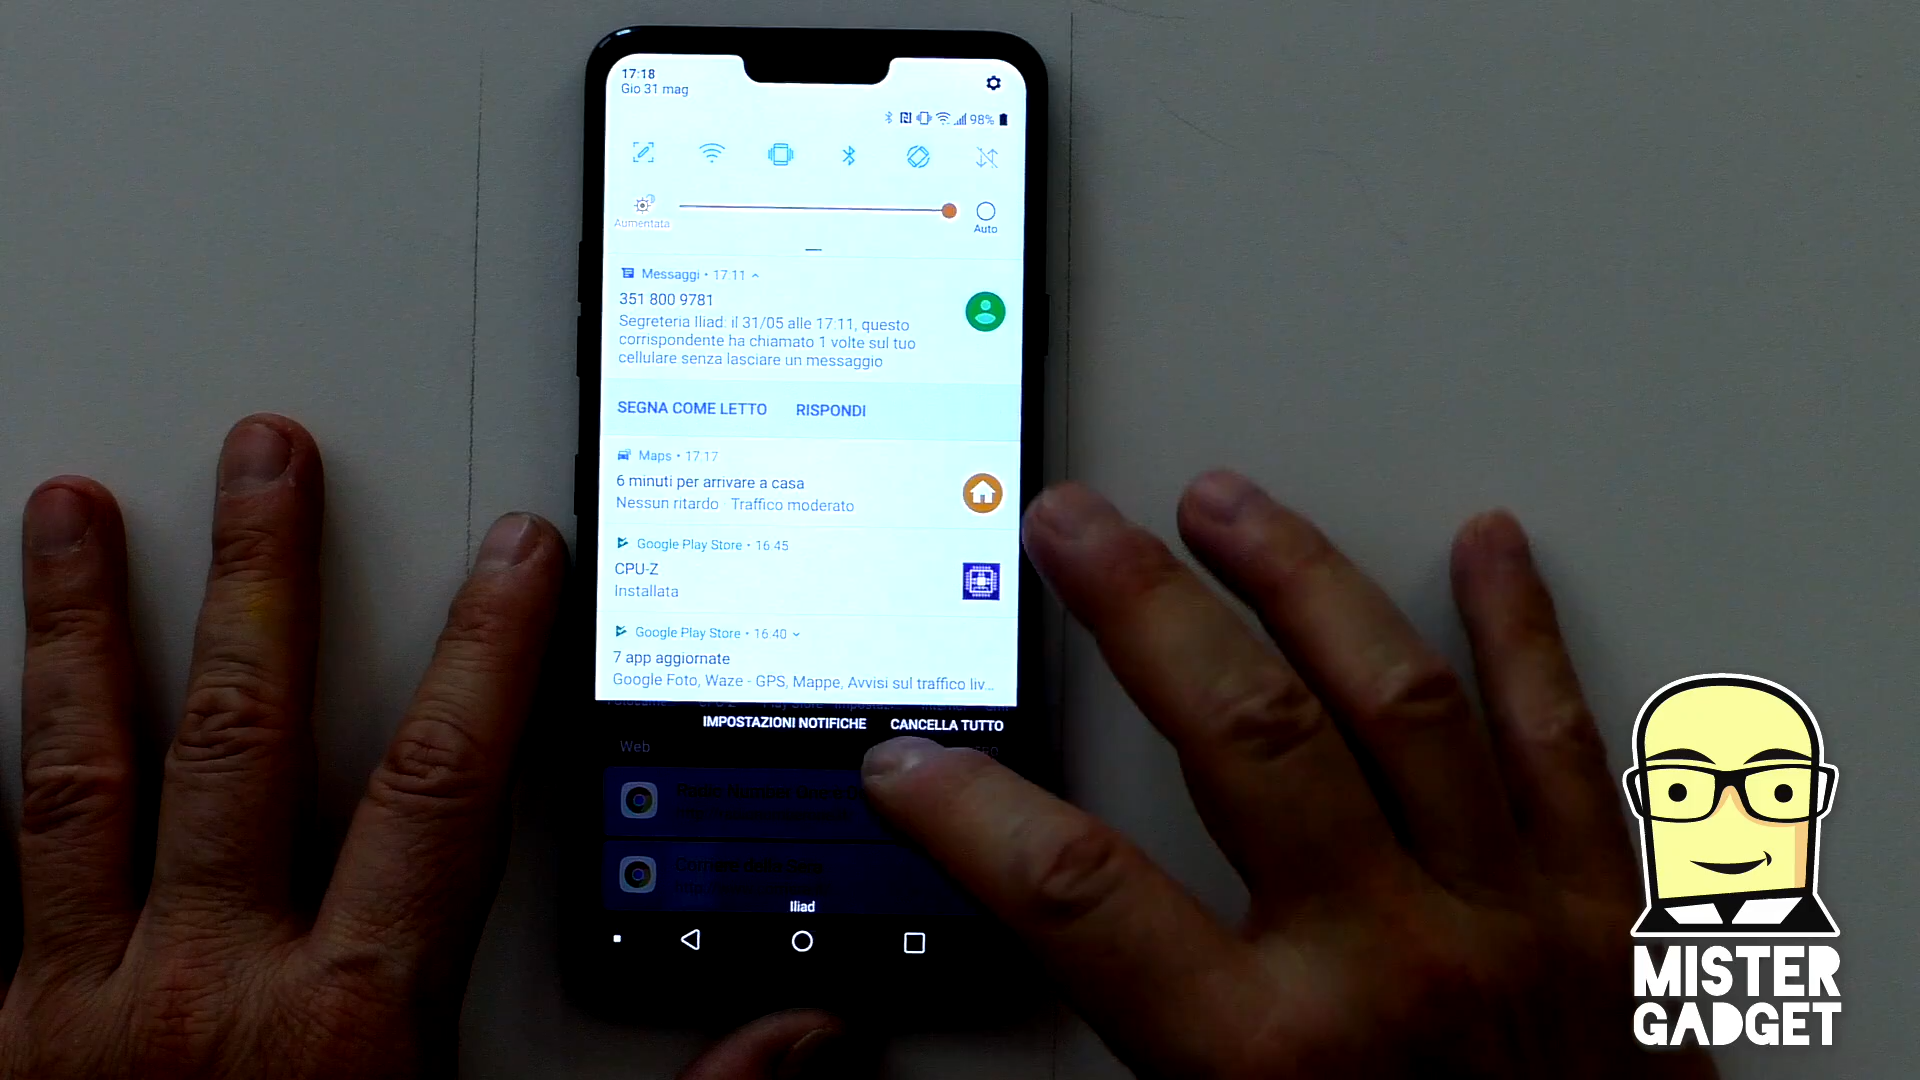 17:18
Gio 31 mag
98%
Aumentata
Auto
Messaggi • 17:11
351 800 9781
Segreteria Iliad: il 31/05 alle 17:11, questo
corrispondente ha chiamato 1 volte sul tuo
cellulare senza lasciare un messaggio
SEGNA COME LETTO RISPONDI
Maps • 17:17
6 minuti per arrivare a casa
Nessun ritardo Traffico moderato
Google Play Store • 16:45
CPU-Z
Installata
Google Play Store • 16:40
7 app aggiornate
Google Foto, Waze - GPS, Mappe, Avvisi sul traffico liv...
IMPOSTAZIONI NOTIFICHE CANCELLA TUTTO
Web
Corriere della Sera
Iliad
MISTER
GADGET